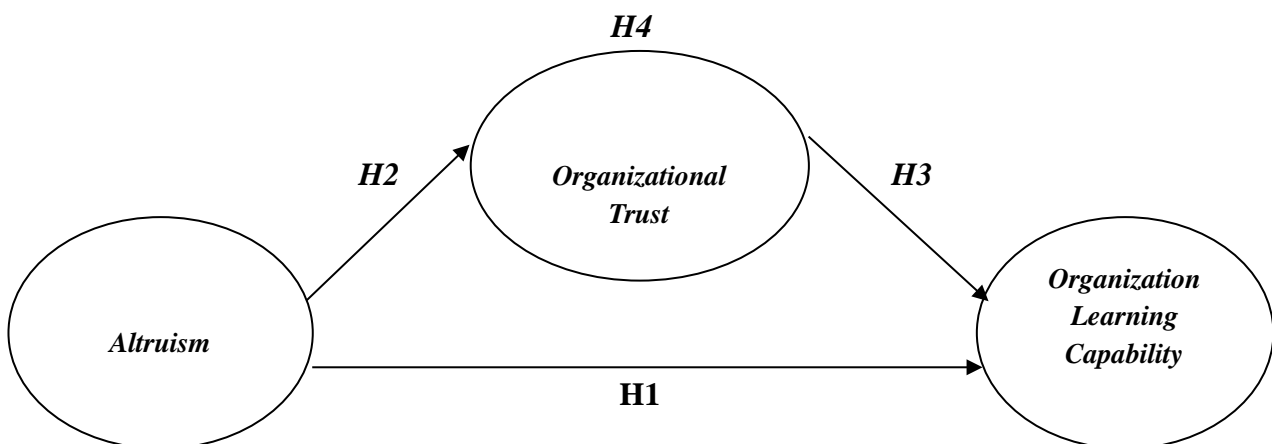 H4
H2
Organizational
Trust
H3
Altruism
Organization
Learning
Capability
H1